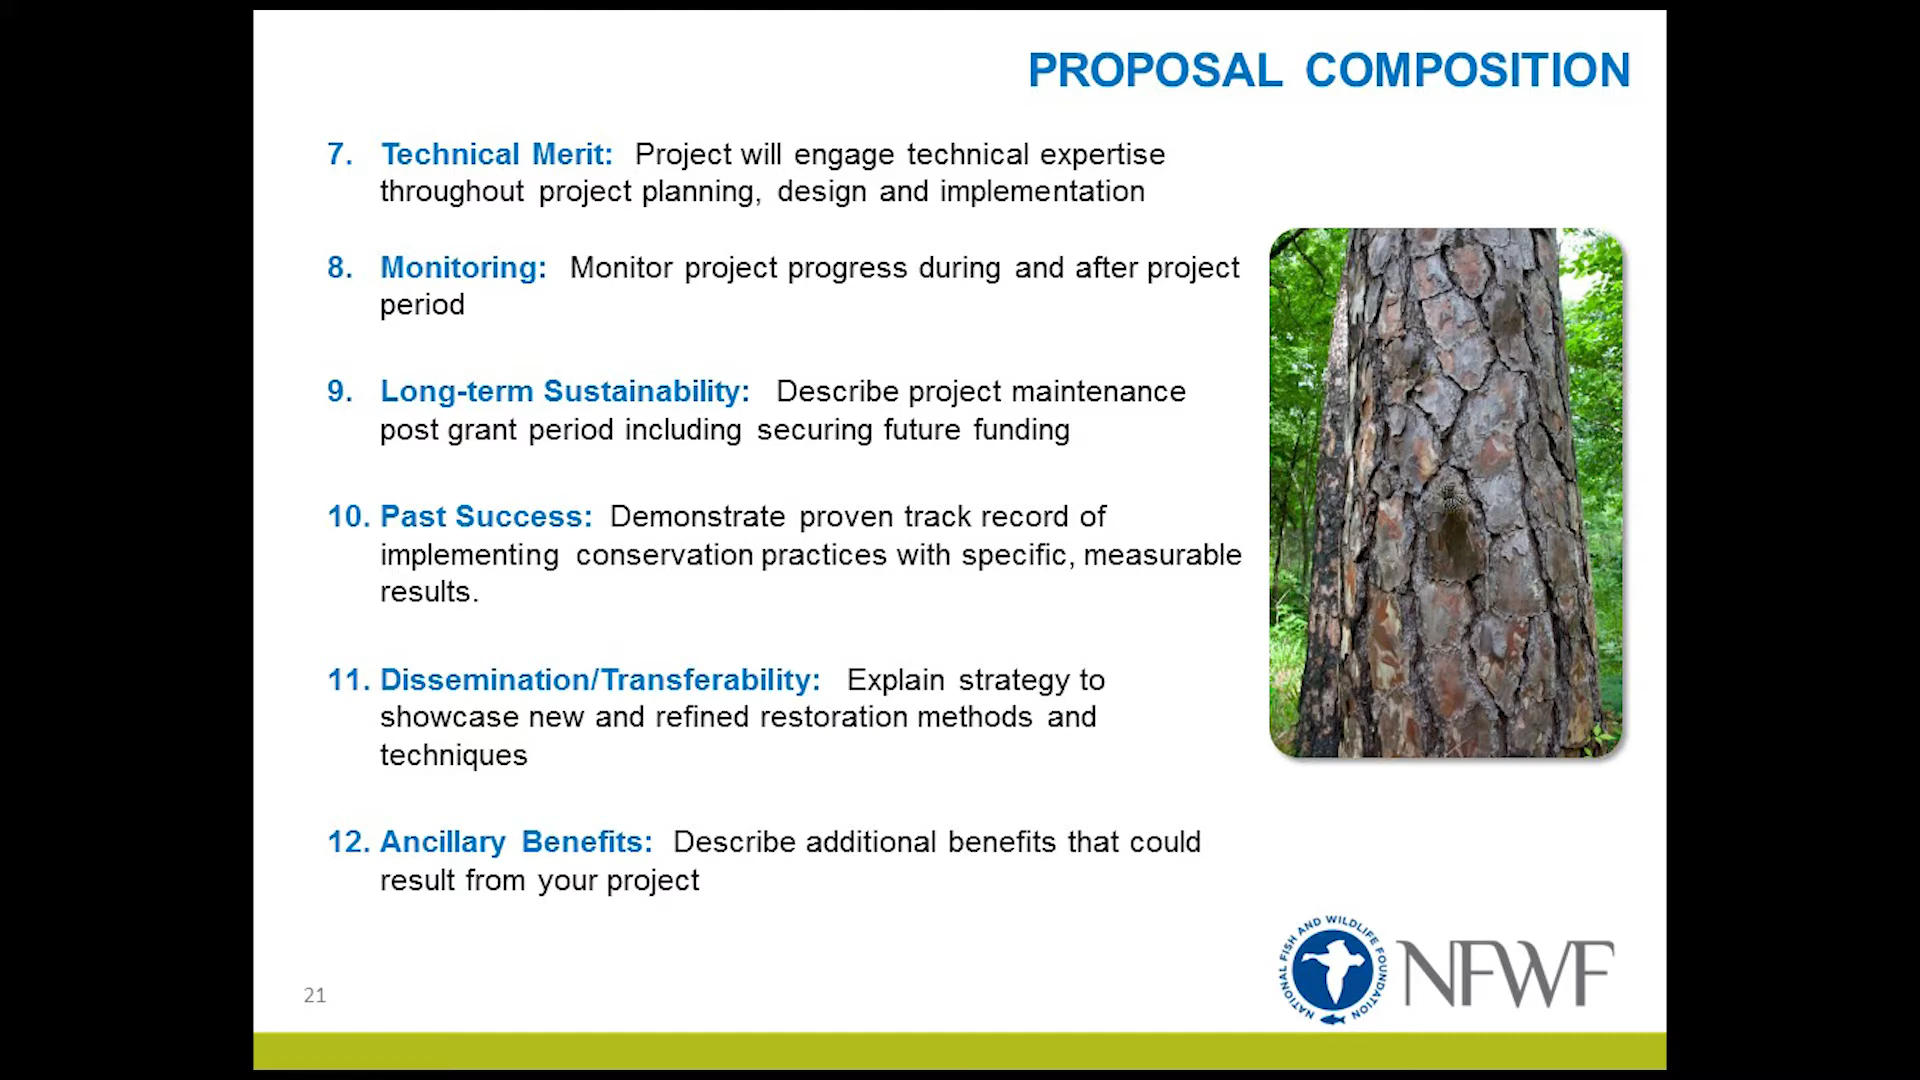 PROPOSAL COMPOSITION
7. Technical Merit: Project will engage technical expertise
throughout project planning, design and implementation
8. Monitoring: Monitor project progress during and after project
period
9. Long-term Sustainability: Describe project maintenance
post grant period including securing future funding
10. Past Success: Demonstrate proven track record of
implementing conservation practices with specific, measurable
results.
11. Dissemination/Transferability: Explain strategy to
showcase new and refined restoration methods and
techniques
12. Ancillary Benefits: Describe additional benefits that could
result from your project
NATIONAL FISH AND WILDLIFE FOUNDATION
NFWF
21